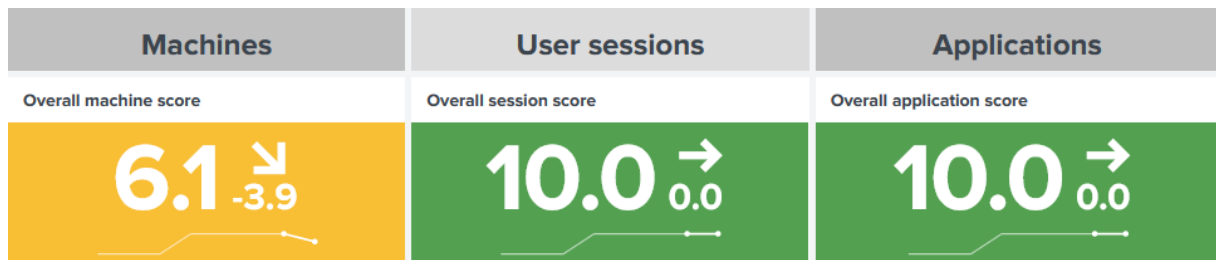 Machines
User sessions
Applications
Overall machine score
Overall session score
Overall application score
6.1 -3.9
10.0 0.0
10.0 0.0